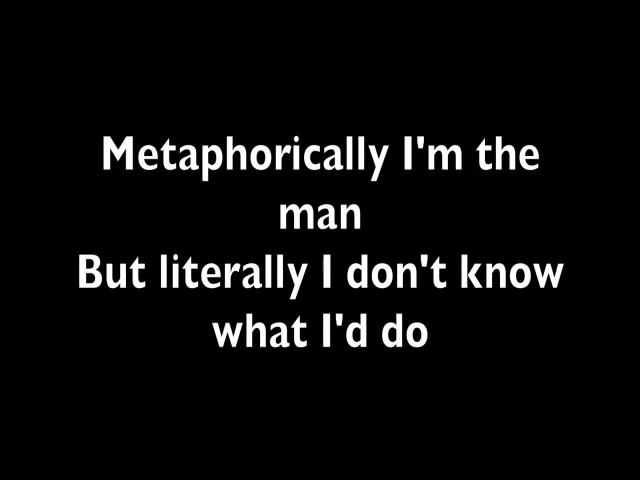 Metaphorically I'm the
man
But literally I don't know
what I'd do